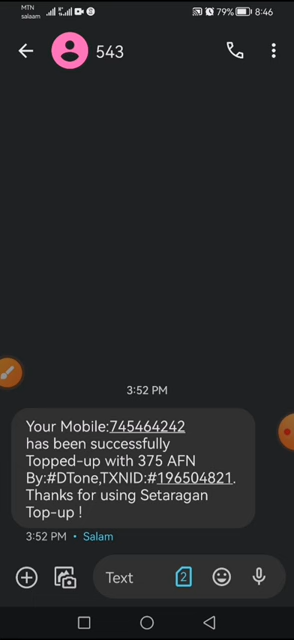 MTN
salaam
79%
8:46
543
3:52 PM
Your Mobile:745464242
has been successfully
Topped-up with 375 AFN
By:#DTone,TXNID:#196504821.
Thanks for using Setaragan
Top-up !
3:52 PM • Salam
Text
2